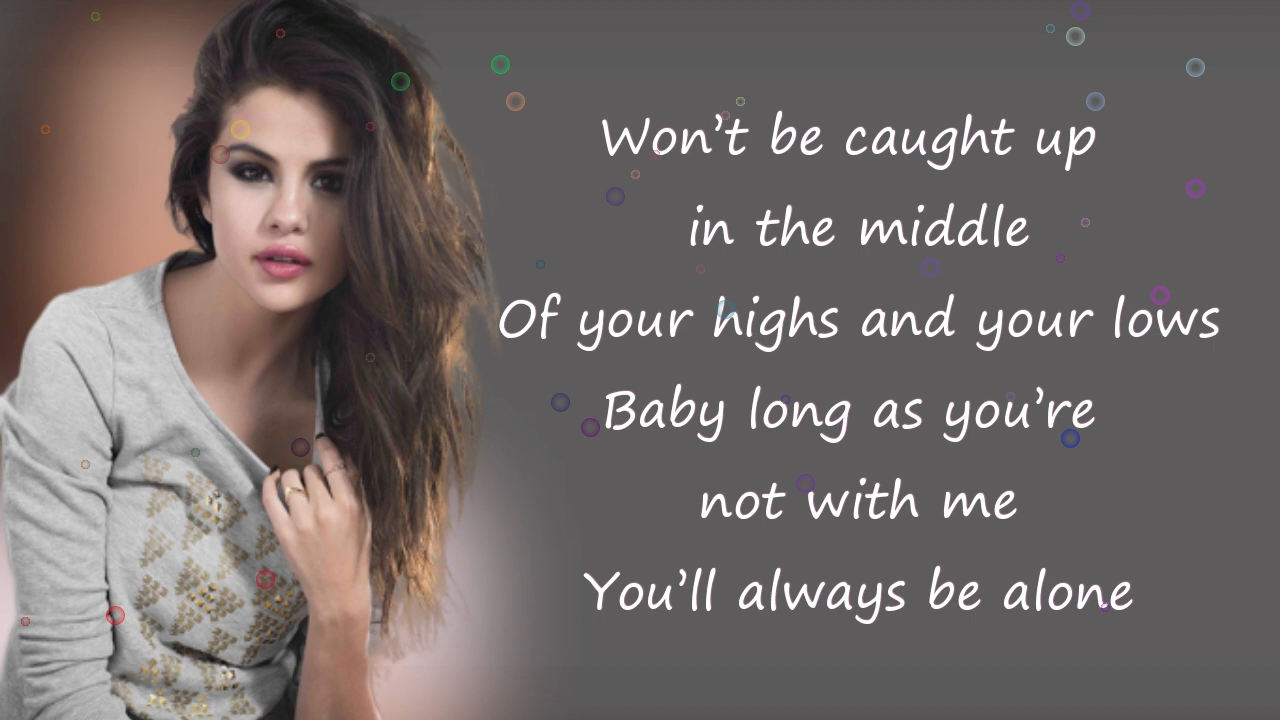 Won't be caught up
in the middle
Of your highs and your lows
Baby long as you're
not with me
You'll always be alone